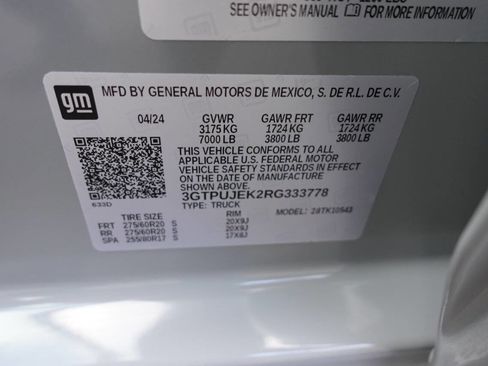 SEE OWNER'S MANUAL FOR MORE INFORMATION
gm
MFD BY GENERAL MOTORS DE MEXICO, S. DE R.L. DE C.V.
04/24 GVWR GAWR FRT GAWR RR
3175 KG 1724 KG 1724 KG
7000 LB 3800 LB 3800 LB
THIS VEHICLE CONFORMS TO ALL
APPLICABLE U.S. FEDERAL MOTOR
VEHICLE SAFETY STANDARDS IN EFFECT
ON THE DATE OF MANUFACTURE SHOWN ABOVE.
3GTPUJEK2RG333778
633D TYPE: TRUCK MODEL:
TIRE SIZE RIM
FRT 275/60R20 S 20X9J
RR 275/60R20 S 20X9J
SPA 255/80R17 S 17X8J